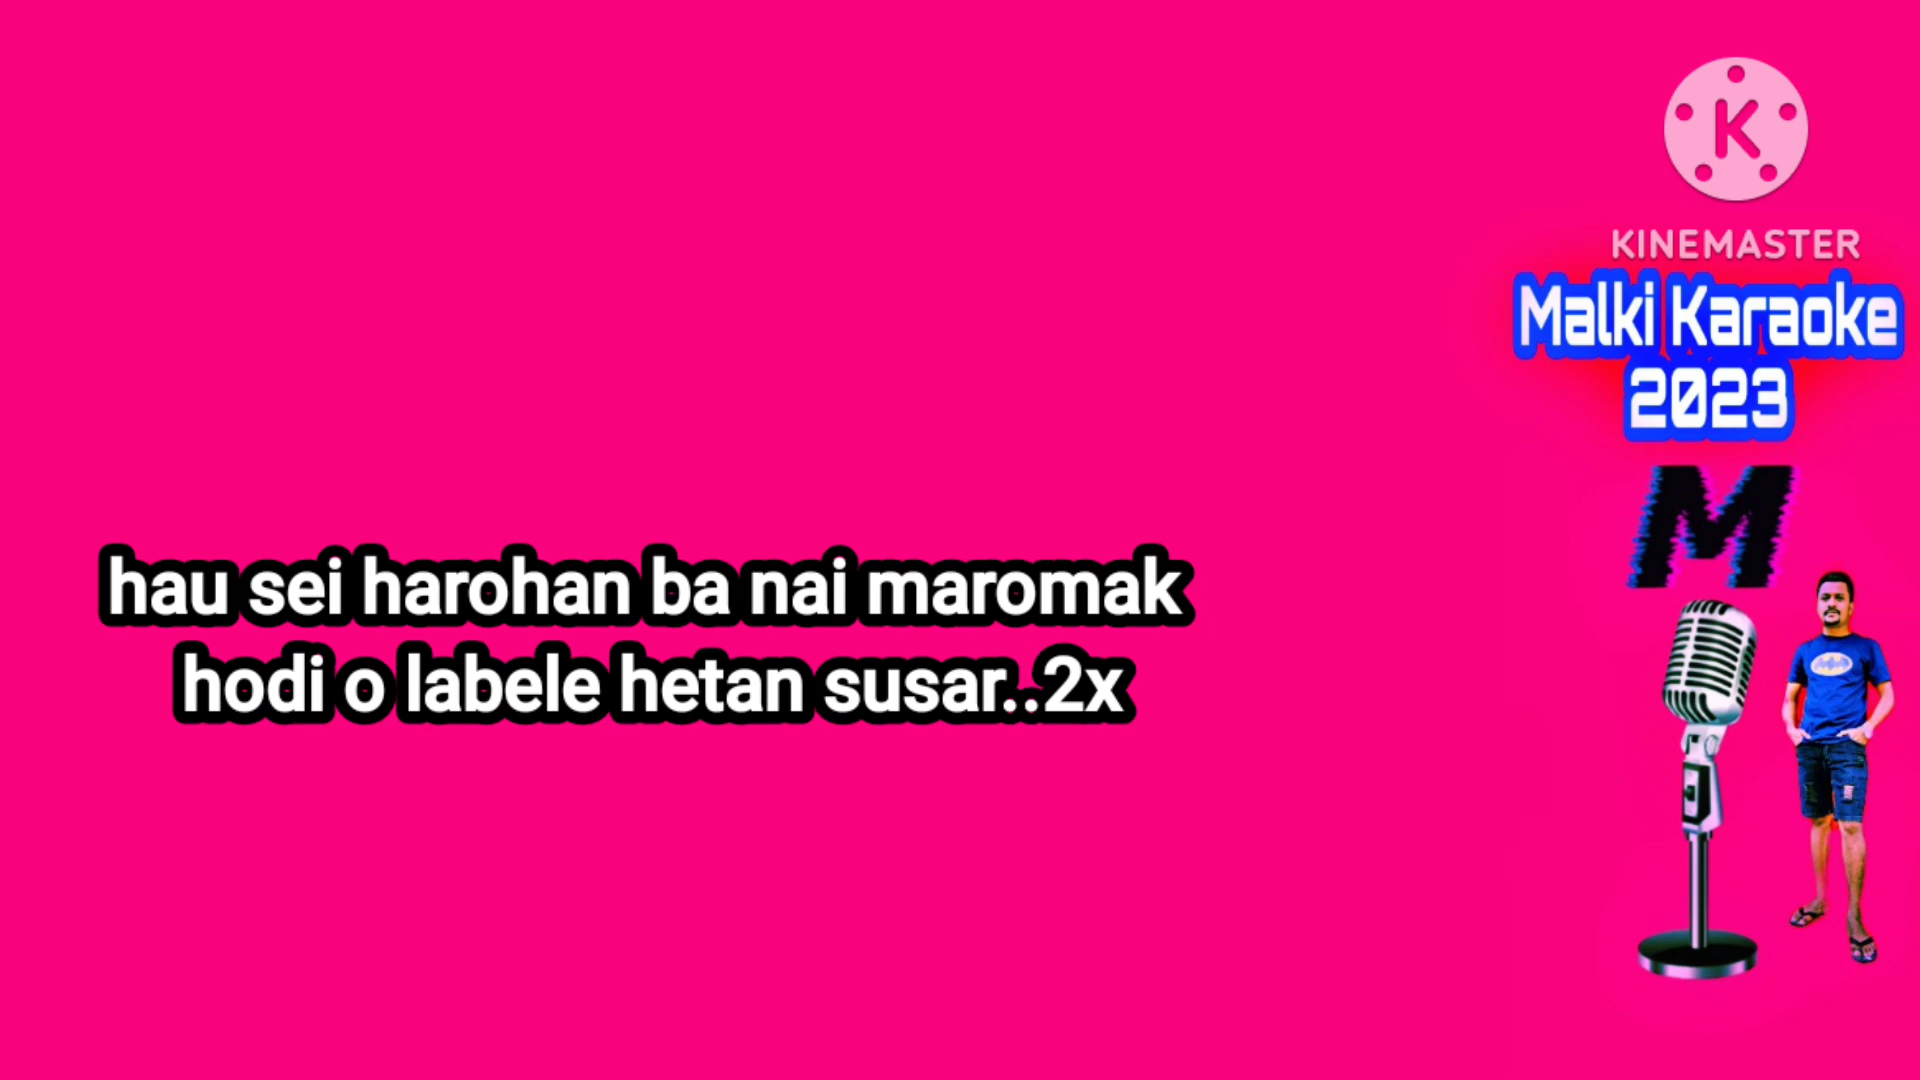 K
KINEMASTER
Malki Karaoke
2023
M
hau sei harohan ba nai maromak
hodi o labele hetan susar..2x